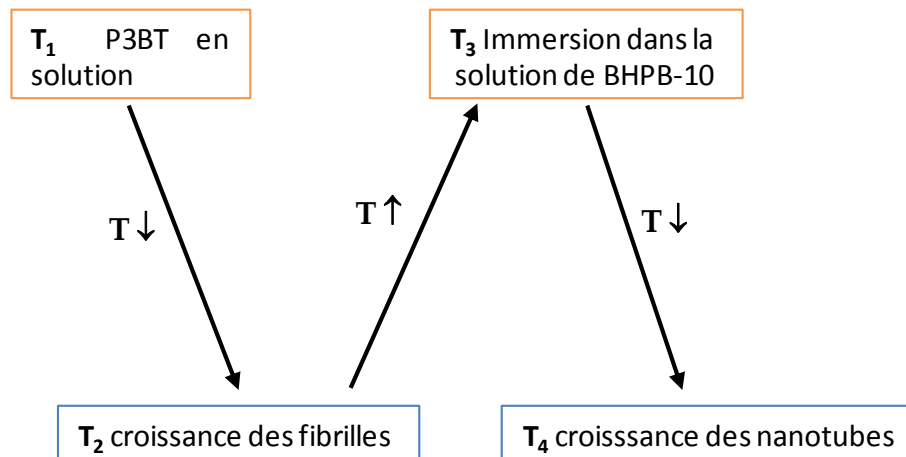 T₁ P3BT en
solution
T₃ Immersion dans la
solution de BHPB-10
T ↓
T ↑
T ↓
T₂ croissance des fibrilles
T₄ croisssance des nanotubes